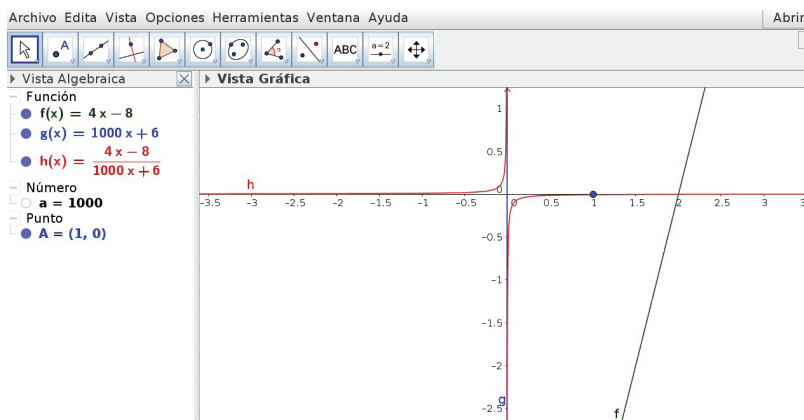 Archivo Edita Vista Opciones Herramientas Ventana Ayuda Abrir
A α ABC a=2
Vista Algebraica Vista Gráfica
Función
f(x) = 4 x − 8
g(x) = 1000 x + 6
h(x) = (4 x − 8) / (1000 x + 6)
Número
a = 1000
Punto
A = (1, 0)
1
0.5
h
0
−3.5 −3 −2.5 −2 −1.5 −1 −0.5 0 0.5 1 1.5 2 2.5 3 3.
−0.5
−1
−1.5
−2
g
−2.5
f